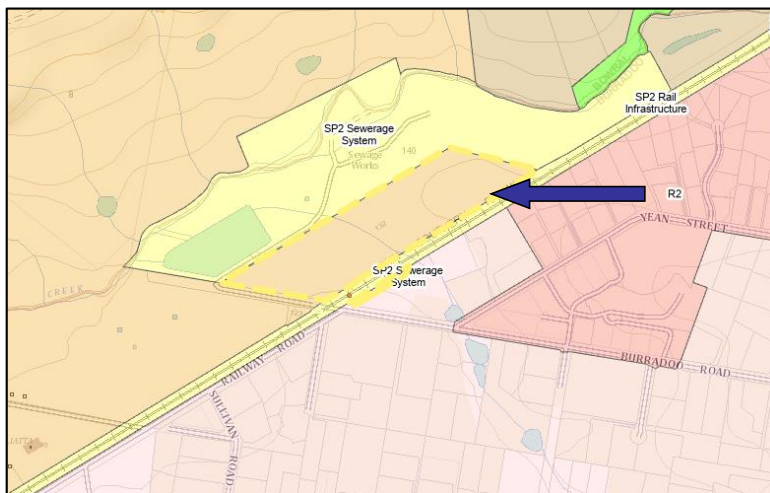 SP2 Rail
Infrastructure
SP2 Sewerage
System
Sewage
Works
140
R2
132
NEAN STREET
SP2 Sewerage
System
CREEK
RAILWAY ROAD
BURRADOO ROAD
SULLIVAN ROAD